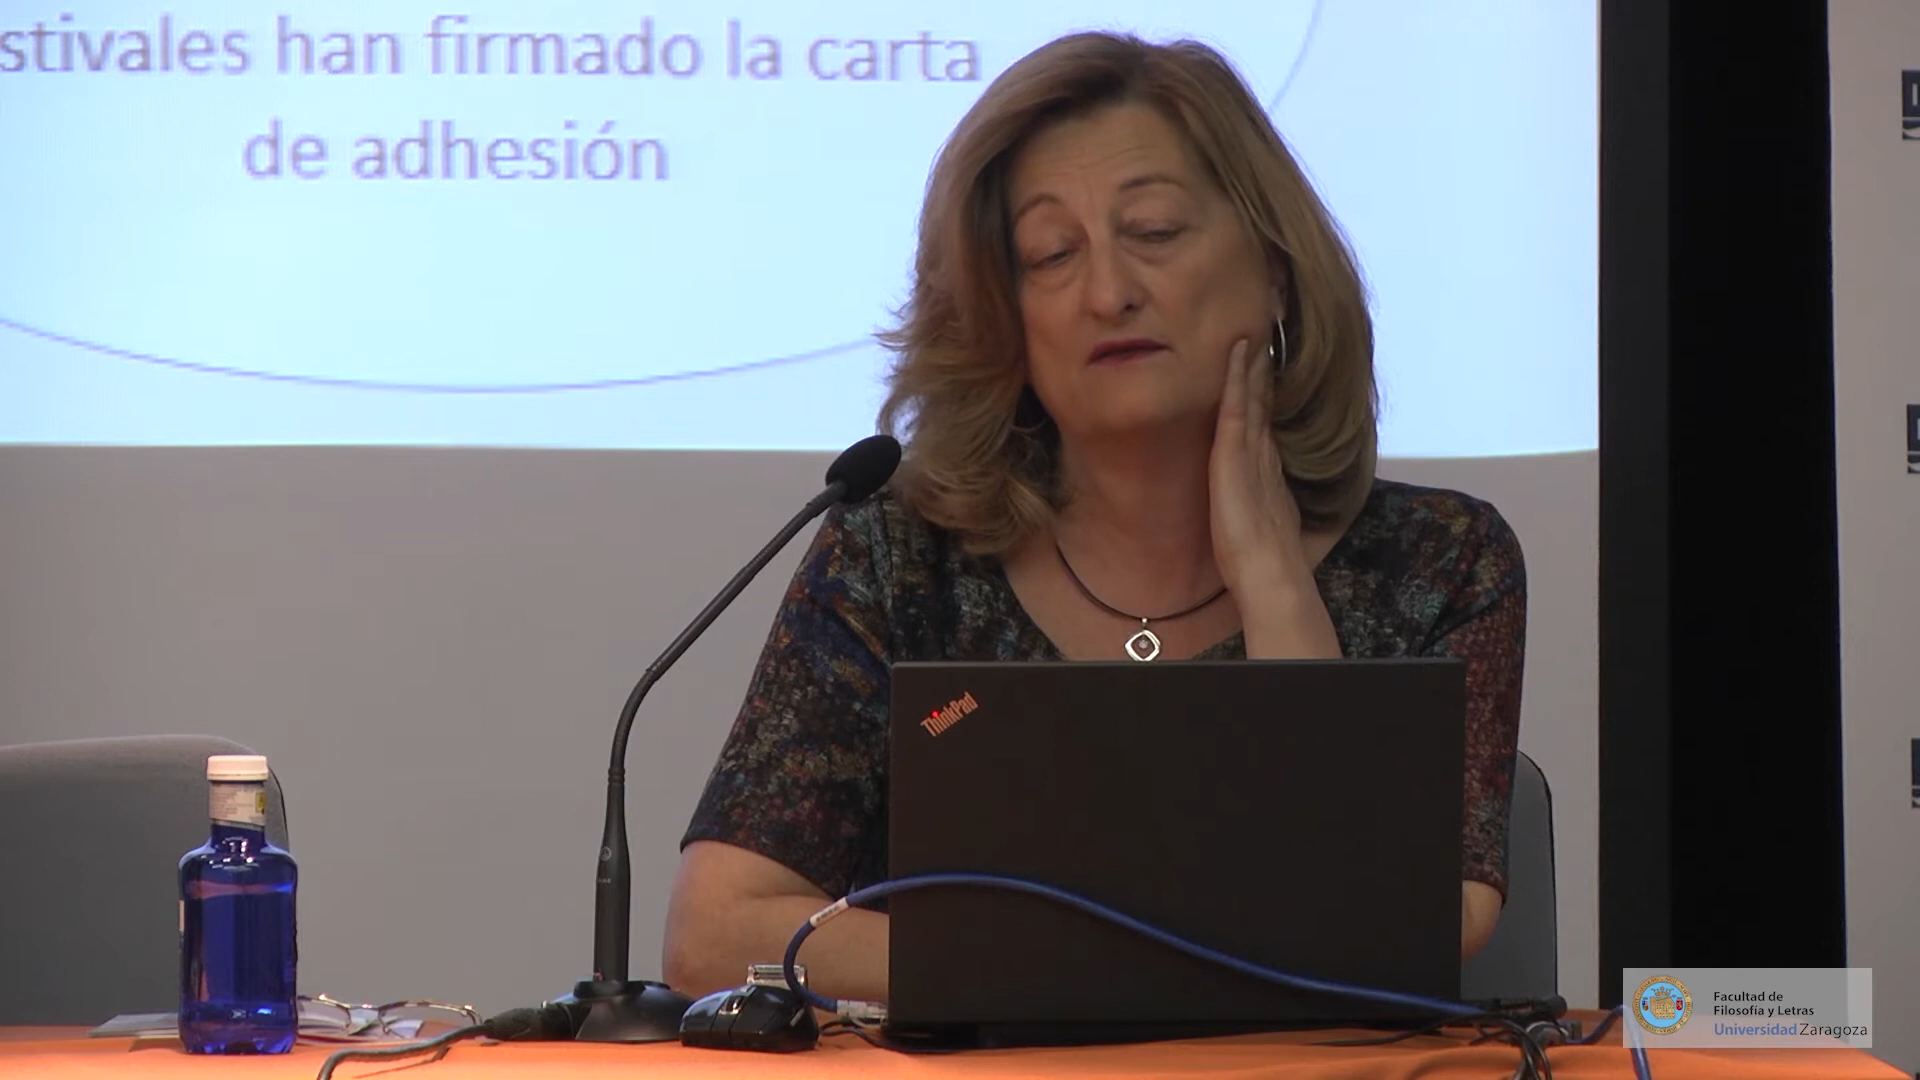 stivales han firmado la carta
de adhesión
ThinkPad
Facultad de
Filosofía y Letras
Universidad Zaragoza